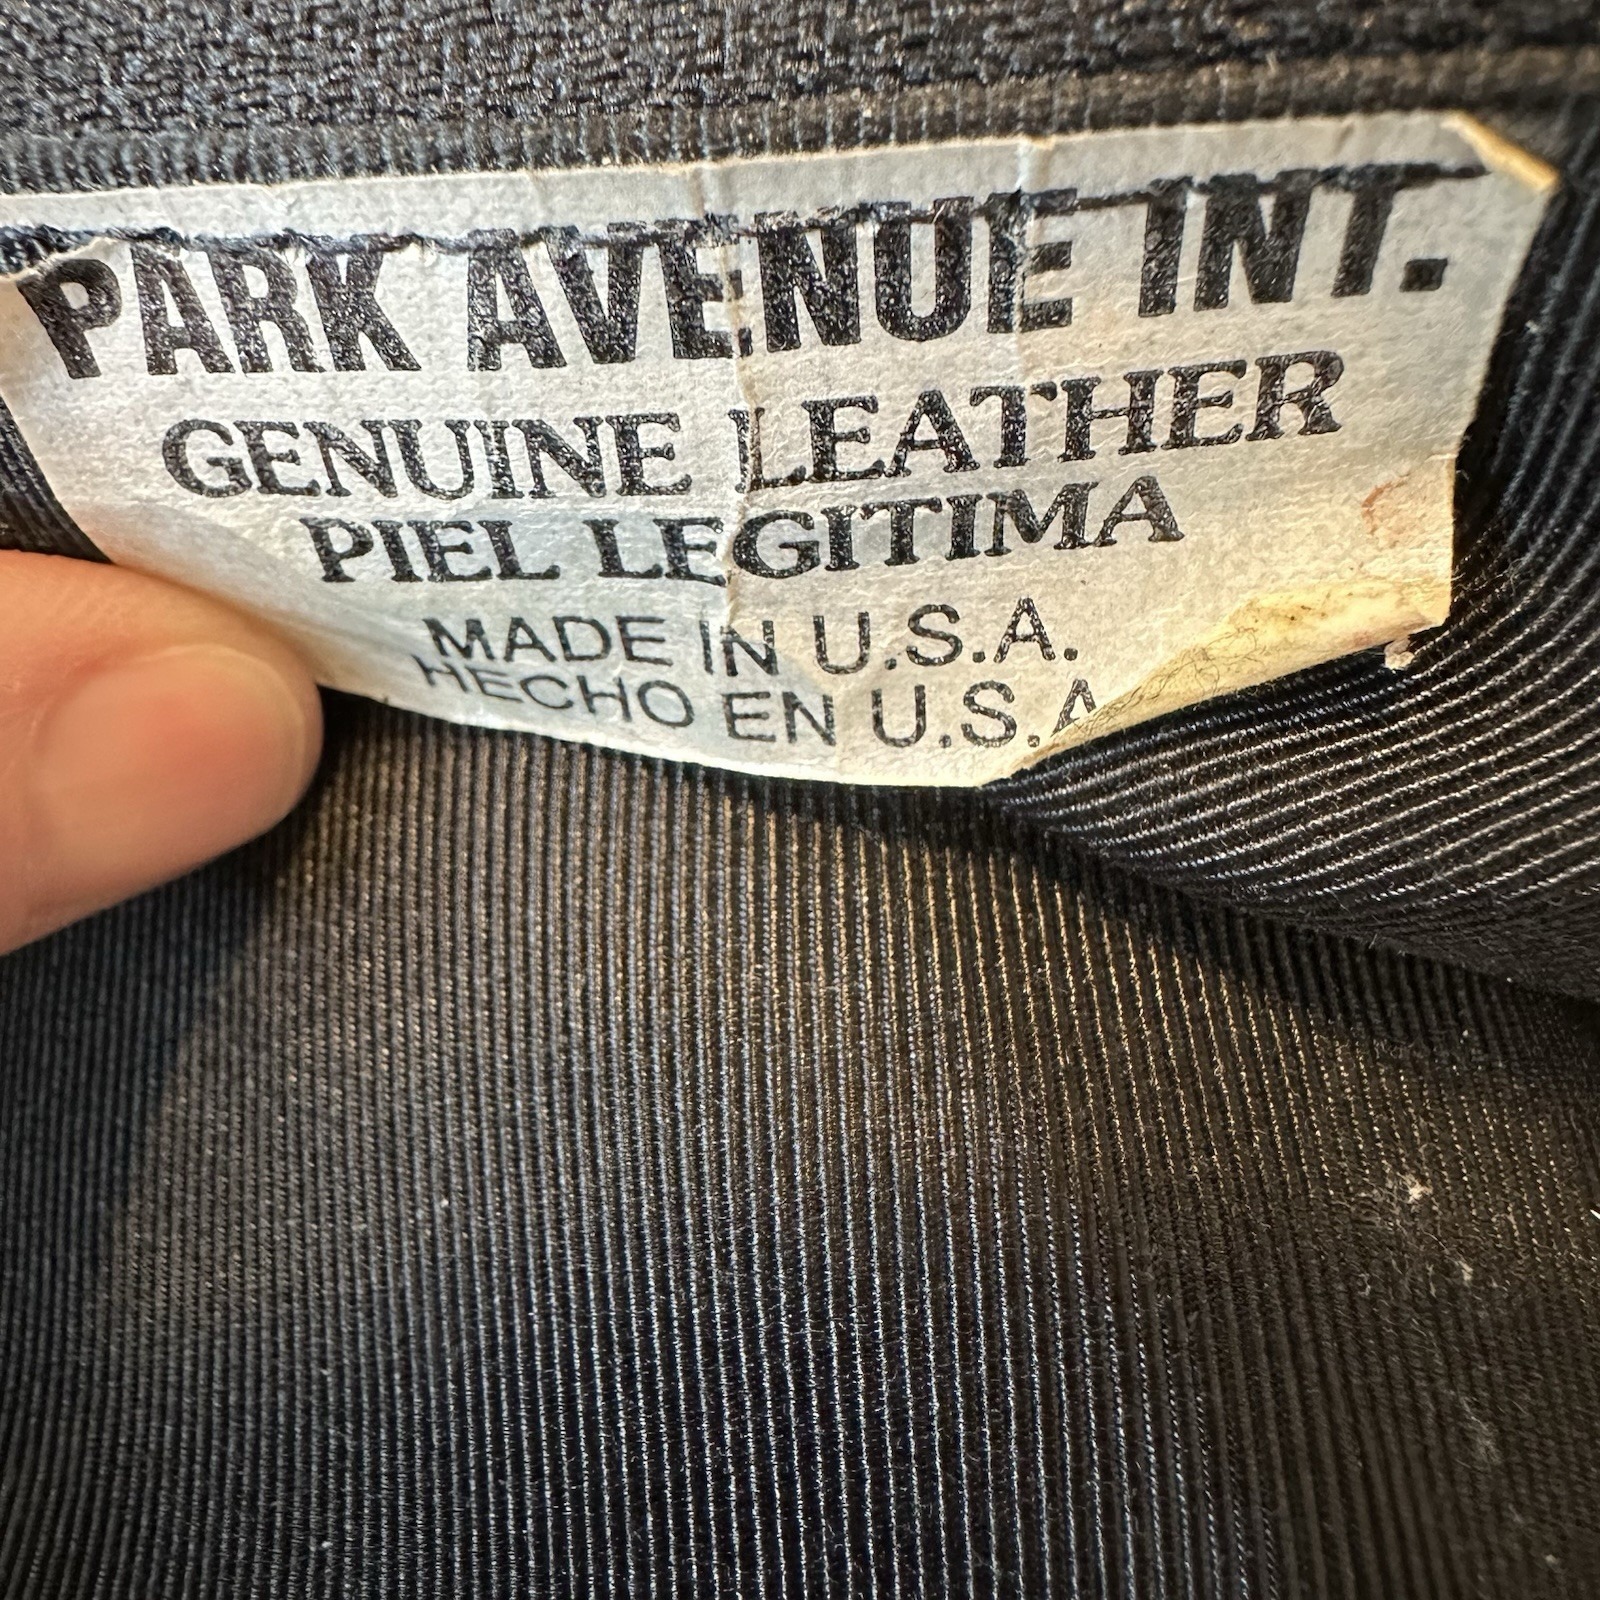 PARK AVENUE INT.
GENUINE LEATHER
PIEL LEGITIMA
MADE IN U.S.A.
HECHO EN U.S.A